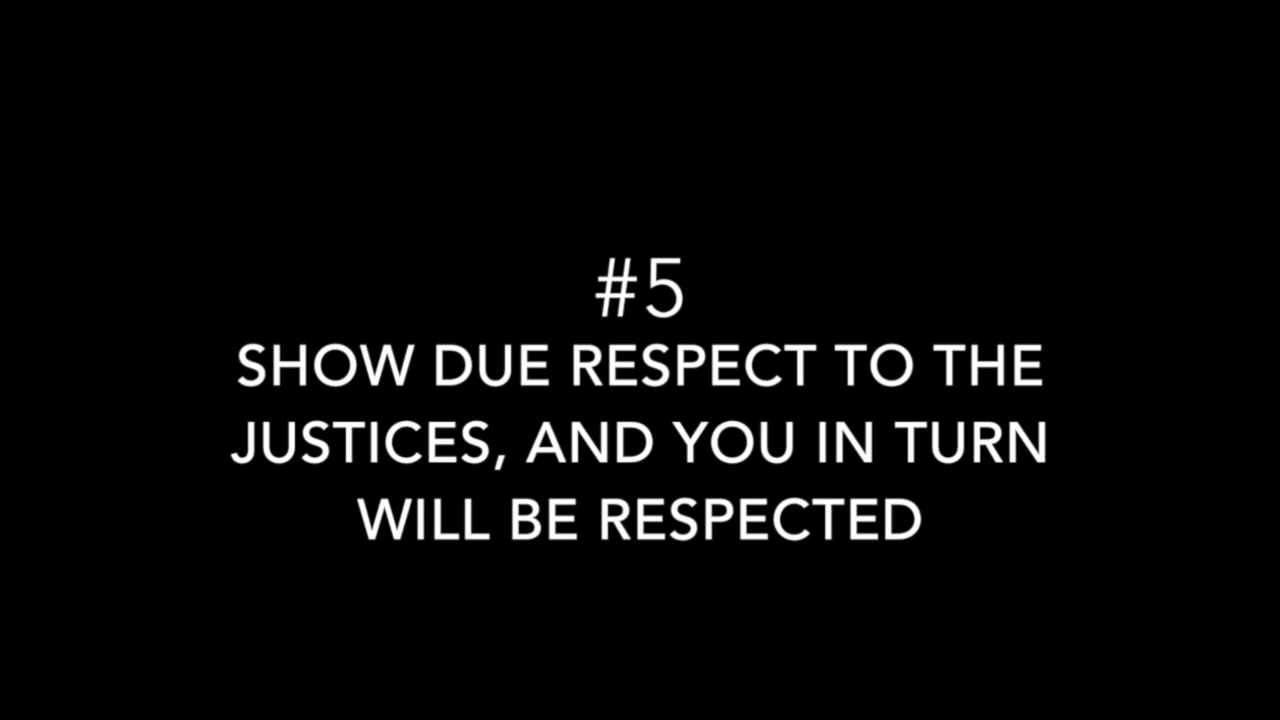 #5
SHOW DUE RESPECT TO THE
JUSTICES, AND YOU IN TURN
WILL BE RESPECTED